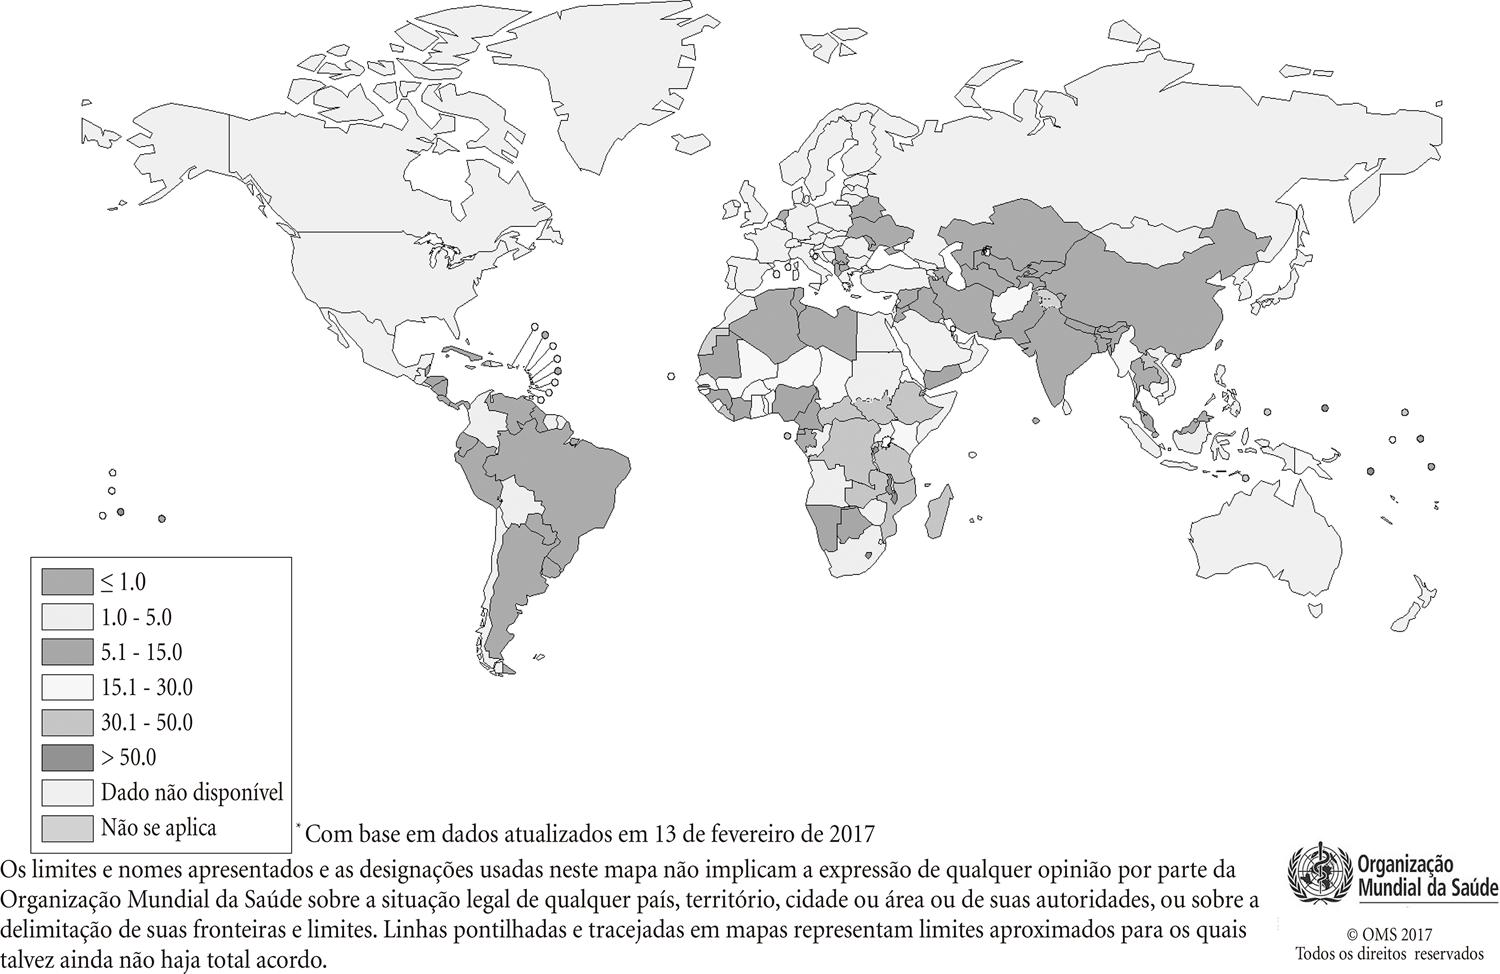 ≤ 1.0
1.0 - 5.0
5.1 - 15.0
15.1 - 30.0
30.1 - 50.0
> 50.0
Dado não disponível
Não se aplica
* Com base em dados atualizados em 13 de fevereiro de 2017
Os limites e nomes apresentados e as designações usadas neste mapa não implicam a expressão de qualquer opinião por parte da
Organização Mundial da Saúde sobre a situação legal de qualquer país, território, cidade ou área ou de suas autoridades, ou sobre a
delimitação de suas fronteiras e limites. Linhas pontilhadas e tracejadas em mapas representam limites aproximados para os quais
talvez ainda não haja total acordo.
Organização
Mundial da Saúde
© OMS 2017
Todos os direitos reservados